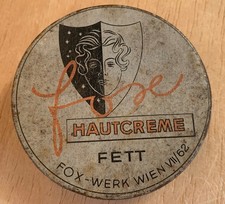 fox
HAUTCREME
FETT
FOX-WERK WIEN VII/62